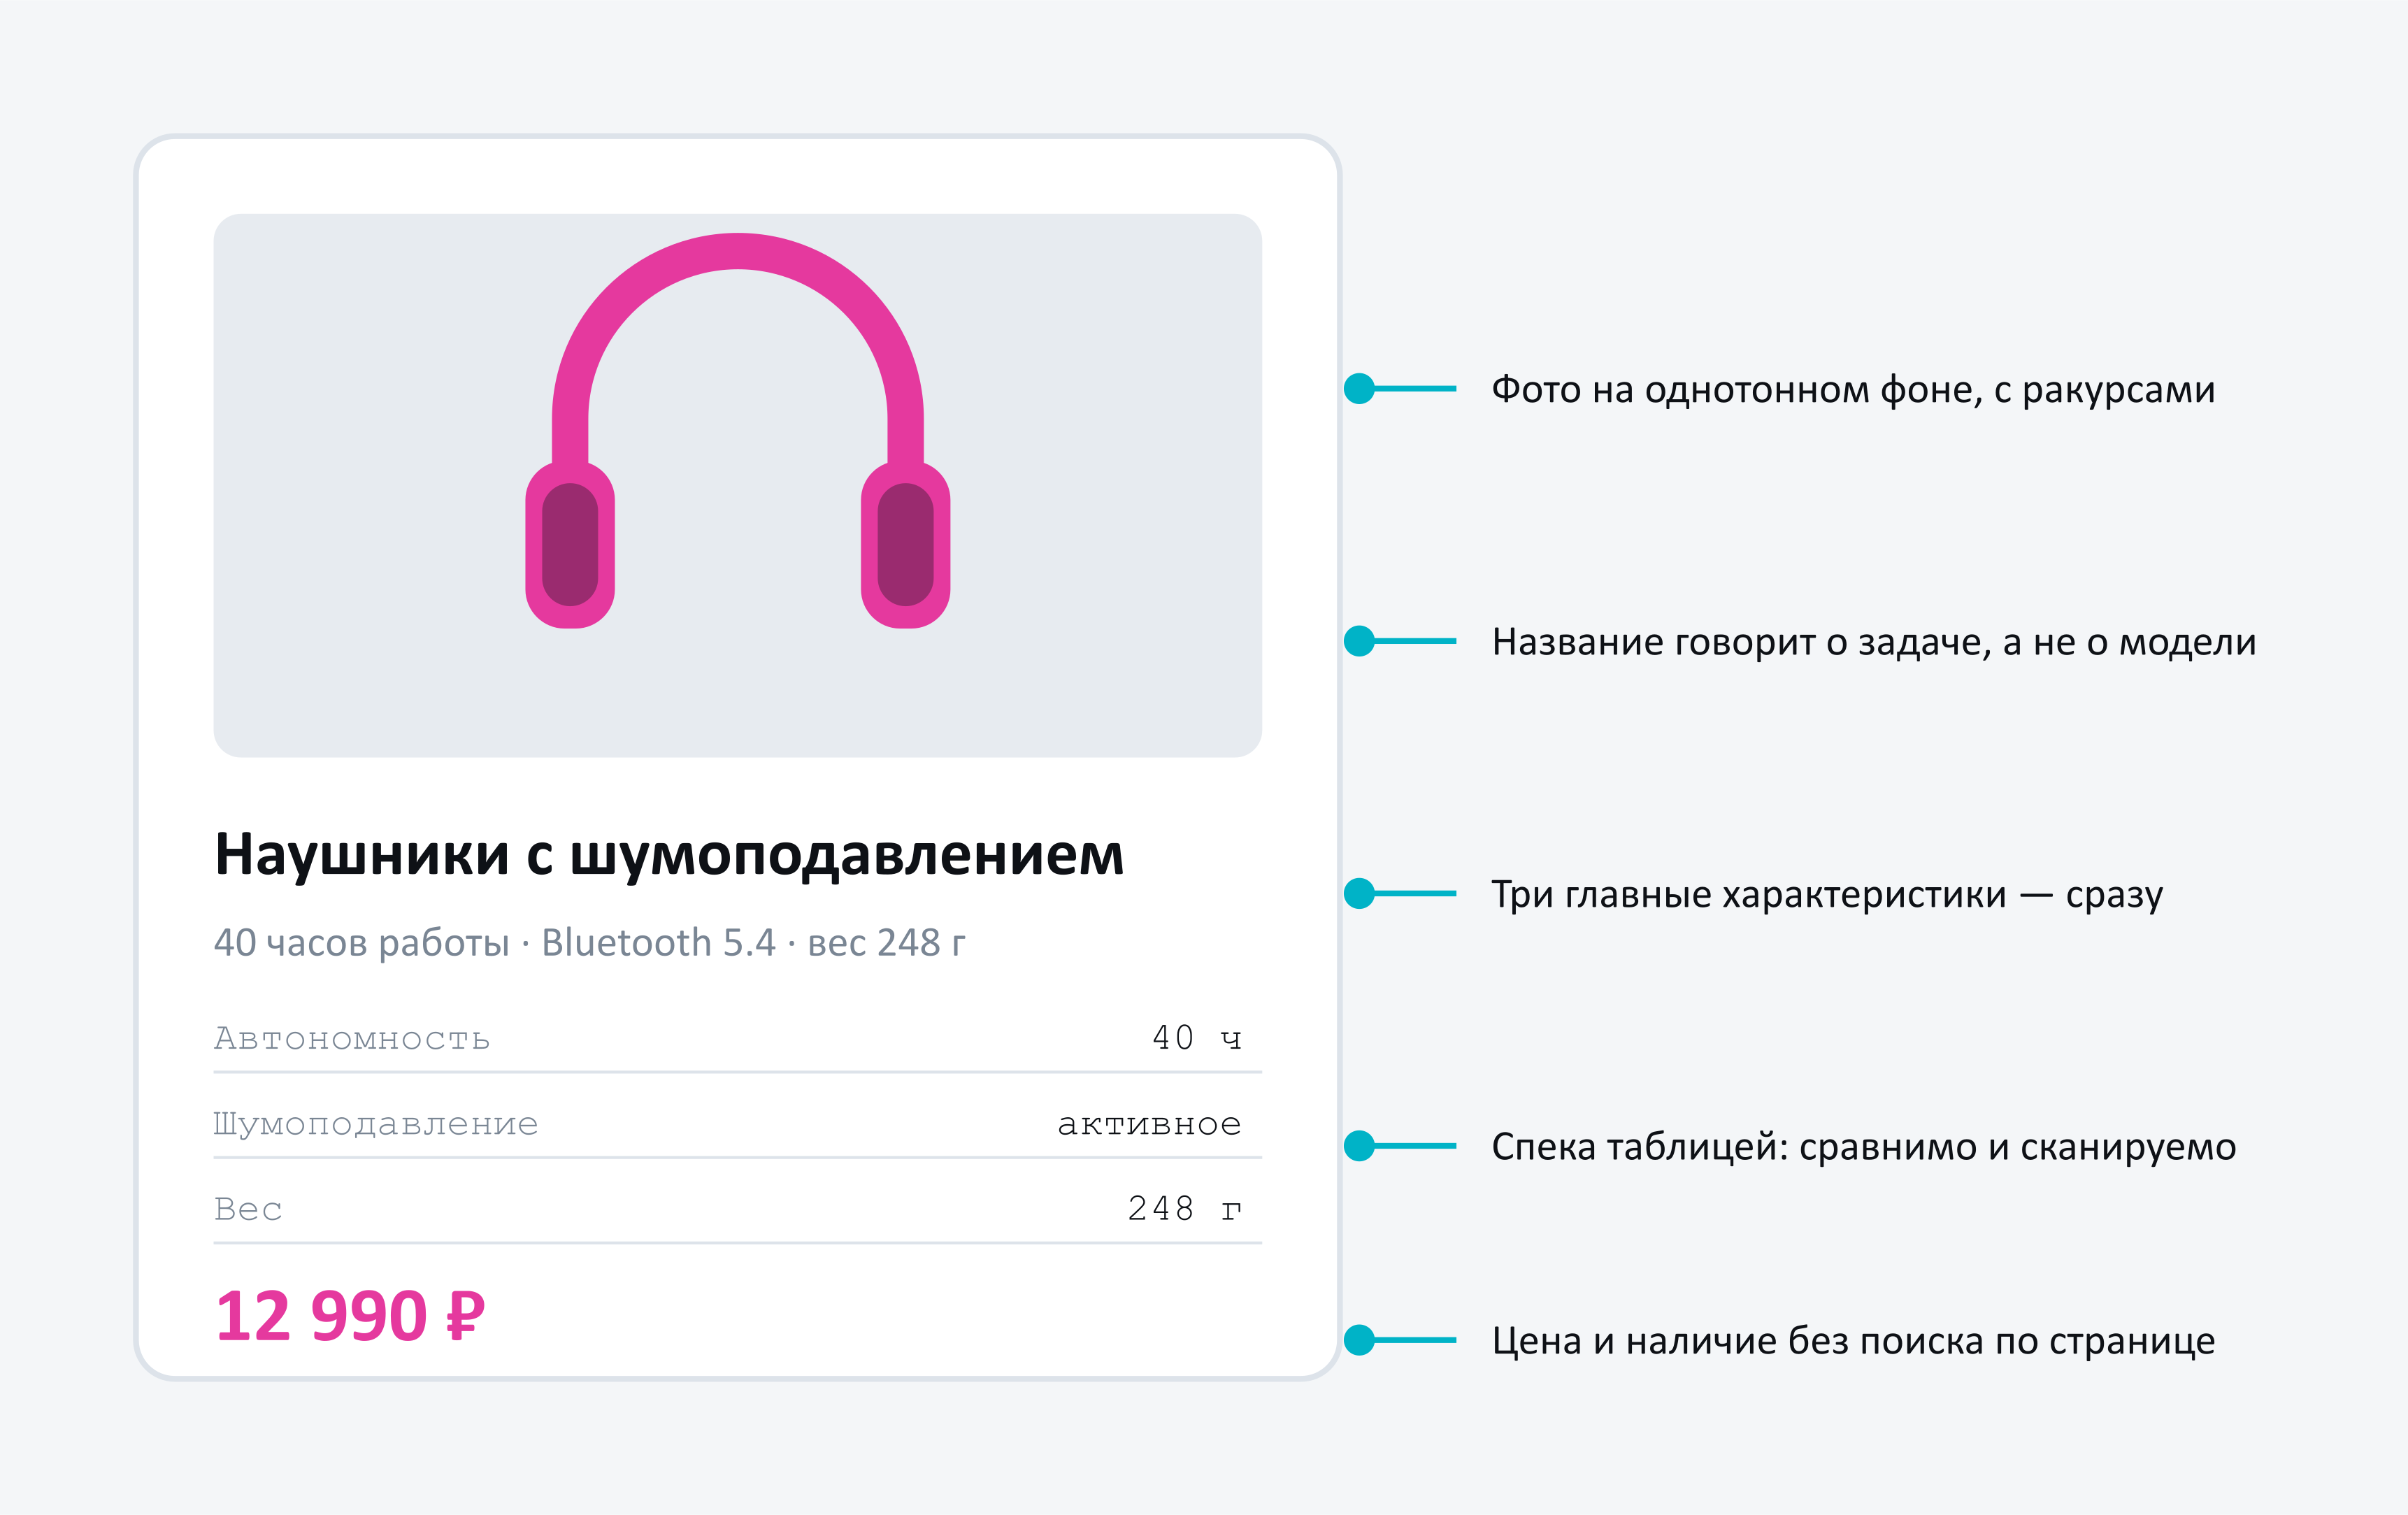 Наушники с шумоподавлением
40 часов работы · Bluetooth 5.4 · вес 248 г
Автономность 40 ч
Шумоподавление активное
Вес 248 г
12 990 ₽
Фото на однотонном фоне, с ракурсами
Название говорит о задаче, а не о модели
Три главные характеристики — сразу
Спека таблицей: сравнимо и сканируемо
Цена и наличие без поиска по странице